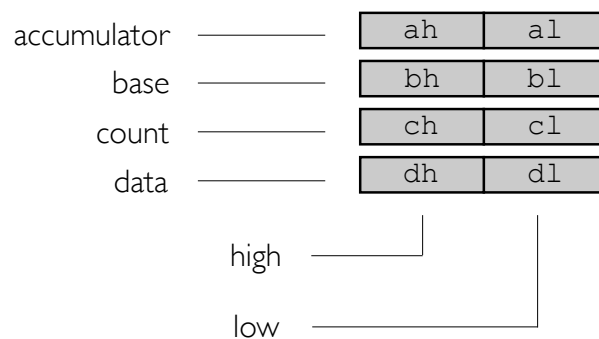 accumulator ah al
base bh bl
count ch cl
data dh dl
high
low